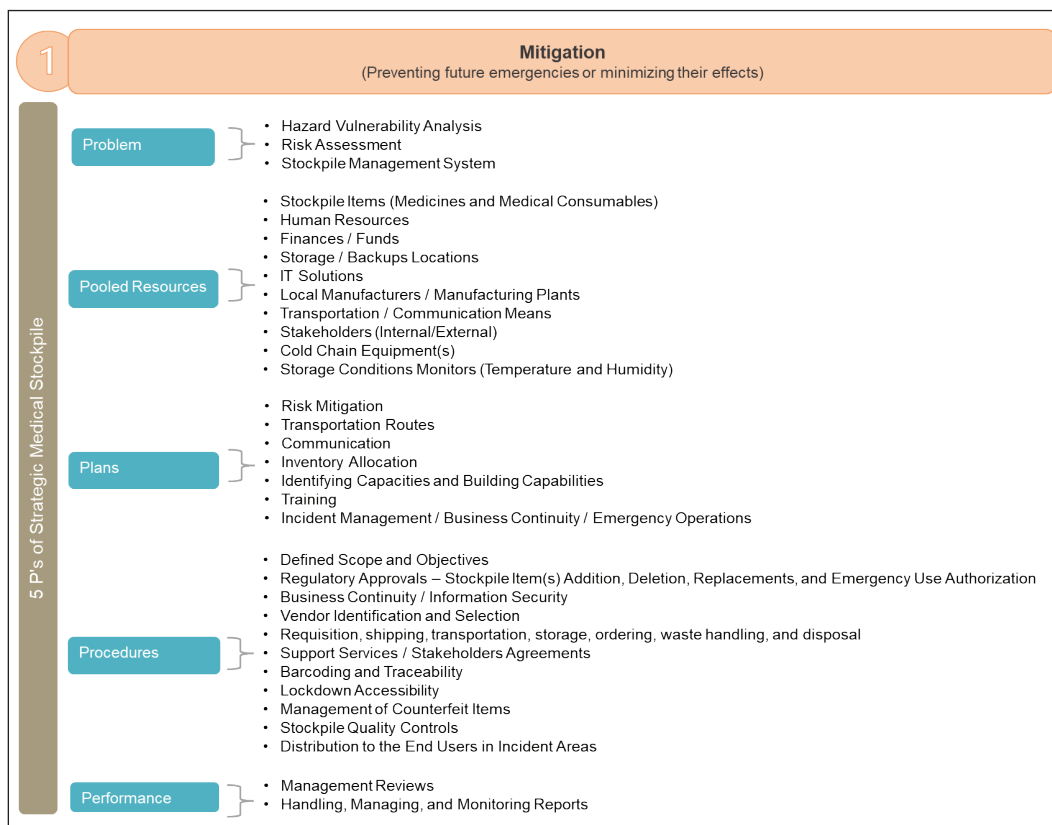 1
Mitigation
(Preventing future emergencies or minimizing their effects)
5 P's of Strategic Medical Stockpile
Problem
• Hazard Vulnerability Analysis
• Risk Assessment
• Stockpile Management System
Pooled Resources
• Stockpile Items (Medicines and Medical Consumables)
• Human Resources
• Finances / Funds
• Storage / Backups Locations
• IT Solutions
• Local Manufacturers / Manufacturing Plants
• Transportation / Communication Means
• Stakeholders (Internal/External)
• Cold Chain Equipment(s)
• Storage Conditions Monitors (Temperature and Humidity)
Plans
• Risk Mitigation
• Transportation Routes
• Communication
• Inventory Allocation
• Identifying Capacities and Building Capabilities
• Training
• Incident Management / Business Continuity / Emergency Operations
Procedures
• Defined Scope and Objectives
• Regulatory Approvals – Stockpile Item(s) Addition, Deletion, Replacements, and Emergency Use Authorization
• Business Continuity / Information Security
• Vendor Identification and Selection
• Requisition, shipping, transportation, storage, ordering, waste handling, and disposal
• Support Services / Stakeholders Agreements
• Barcoding and Traceability
• Lockdown Accessibility
• Management of Counterfeit Items
• Stockpile Quality Controls
• Distribution to the End Users in Incident Areas
Performance
• Management Reviews
• Handling, Managing, and Monitoring Reports